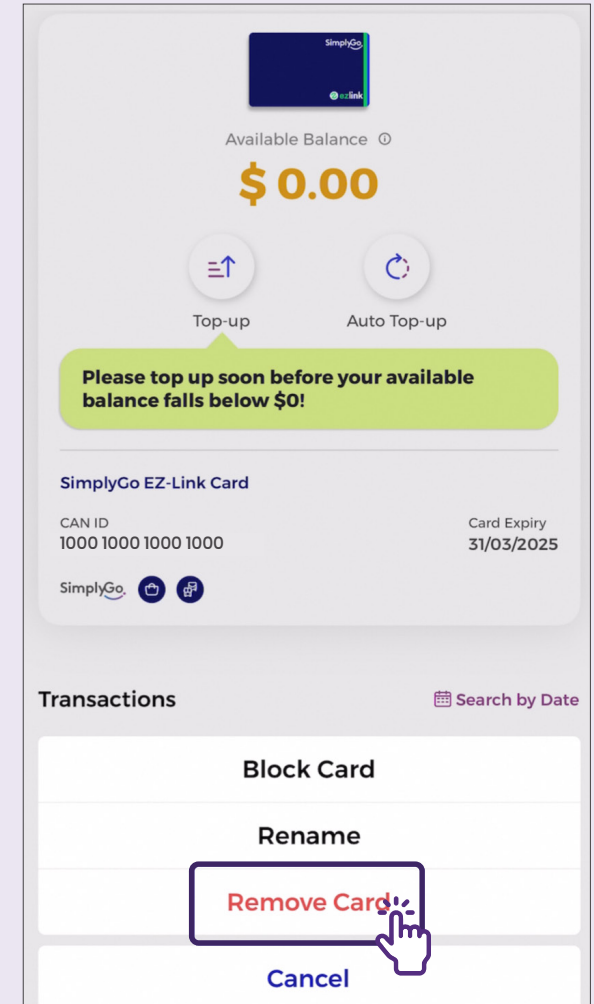 SimplyGo
ezlink
Available Balance
$ 0.00
Top-up Auto Top-up
Please top up soon before your available
balance falls below $0!
SimplyGo EZ-Link Card
CAN ID Card Expiry
1000 1000 1000 1000 31/03/2025
SimplyGo.
Transactions Search by Date
Block Card
Rename
Remove Card
Cancel